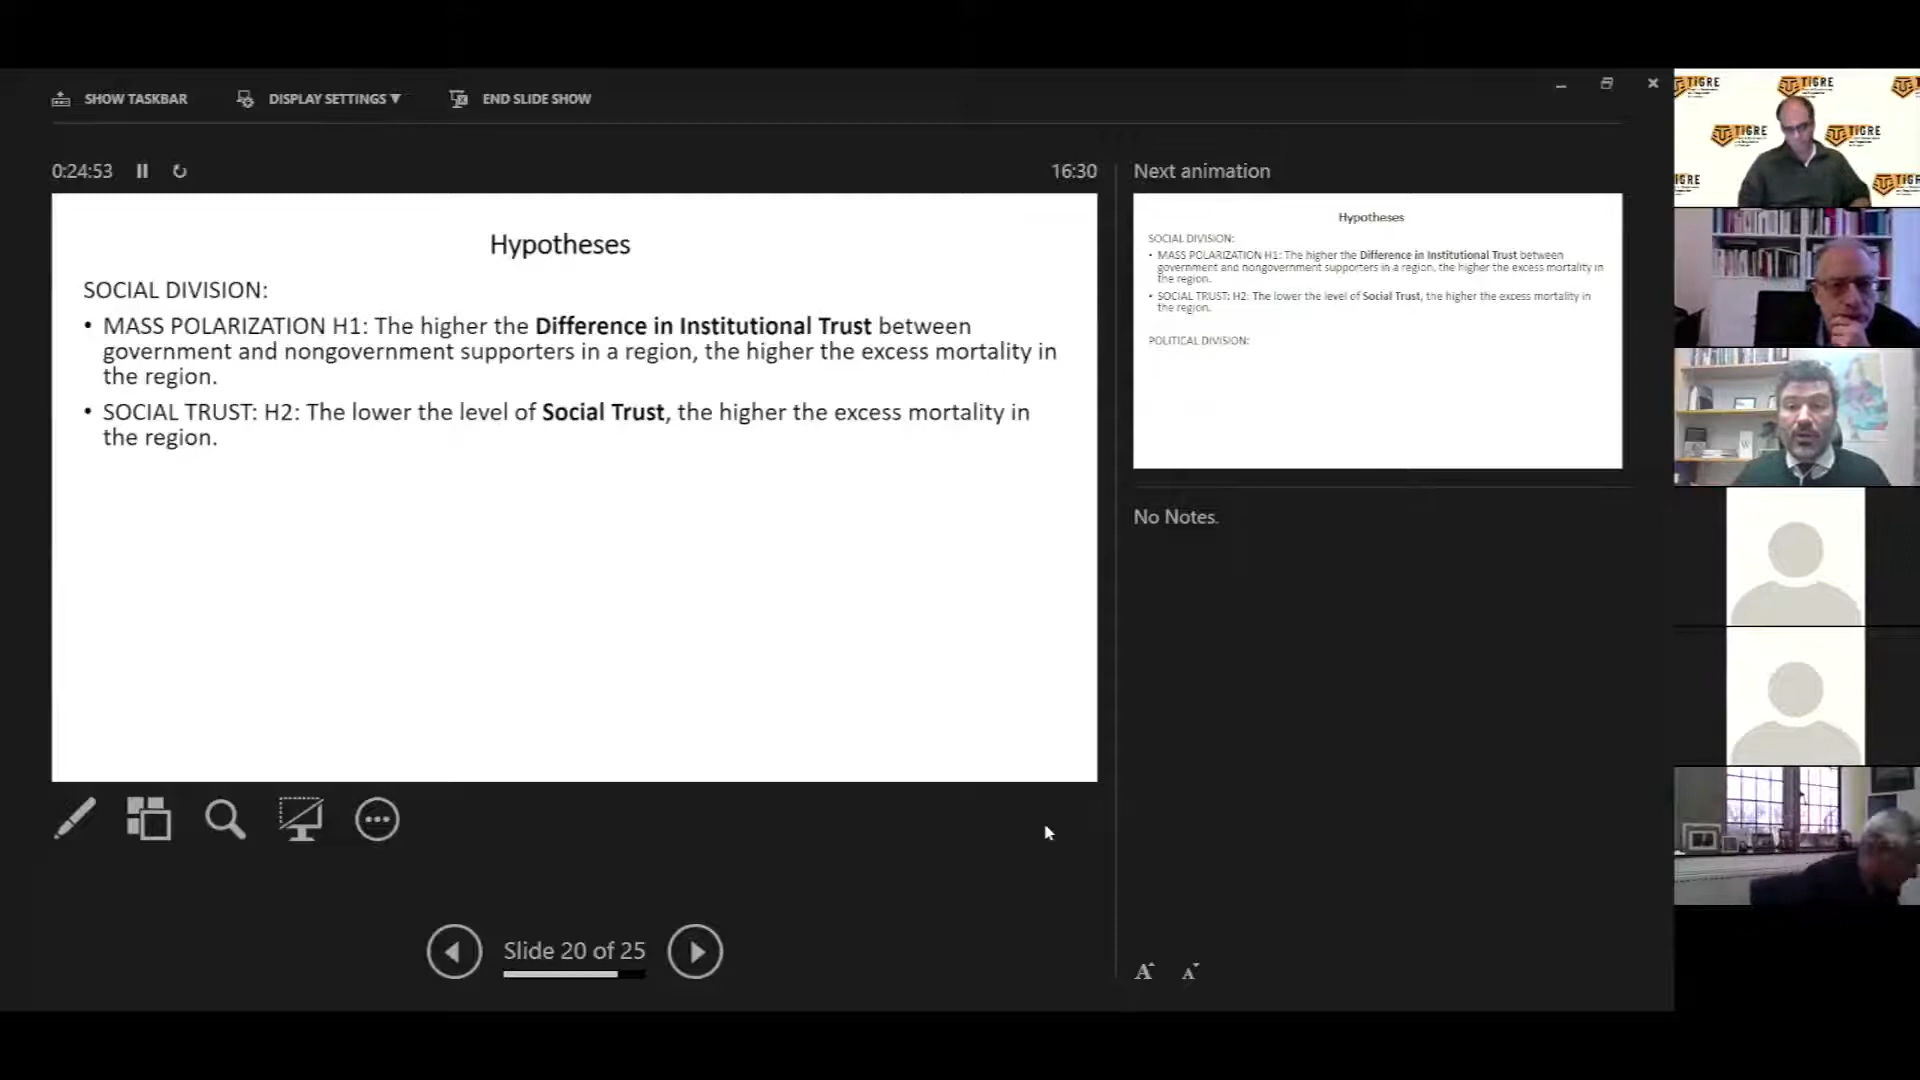 SHOW TASKBAR
DISPLAY SETTINGS ▼
END SLIDE SHOW
0:24:53
16:30
Next animation
Hypotheses
SOCIAL DIVISION:
• MASS POLARIZATION H1: The higher the Difference in Institutional Trust between
government and nongovernment supporters in a region, the higher the excess mortality in
the region.
• SOCIAL TRUST: H2: The lower the level of Social Trust, the higher the excess mortality in
the region.
Hypotheses
SOCIAL DIVISION:
• MASS POLARIZATION H1: The higher the Difference in Institutional Trust between
government and nongovernment supporters in a region, the higher the excess mortality in
the region.
• SOCIAL TRUST: H2: The lower the level of Social Trust, the higher the excess mortality in
the region.
POLITICAL DIVISION:
No Notes.
Slide 20 of 25
A A
TIGRE
TIGRE
TIGRE
TIGRE
IGRE
TIGRE